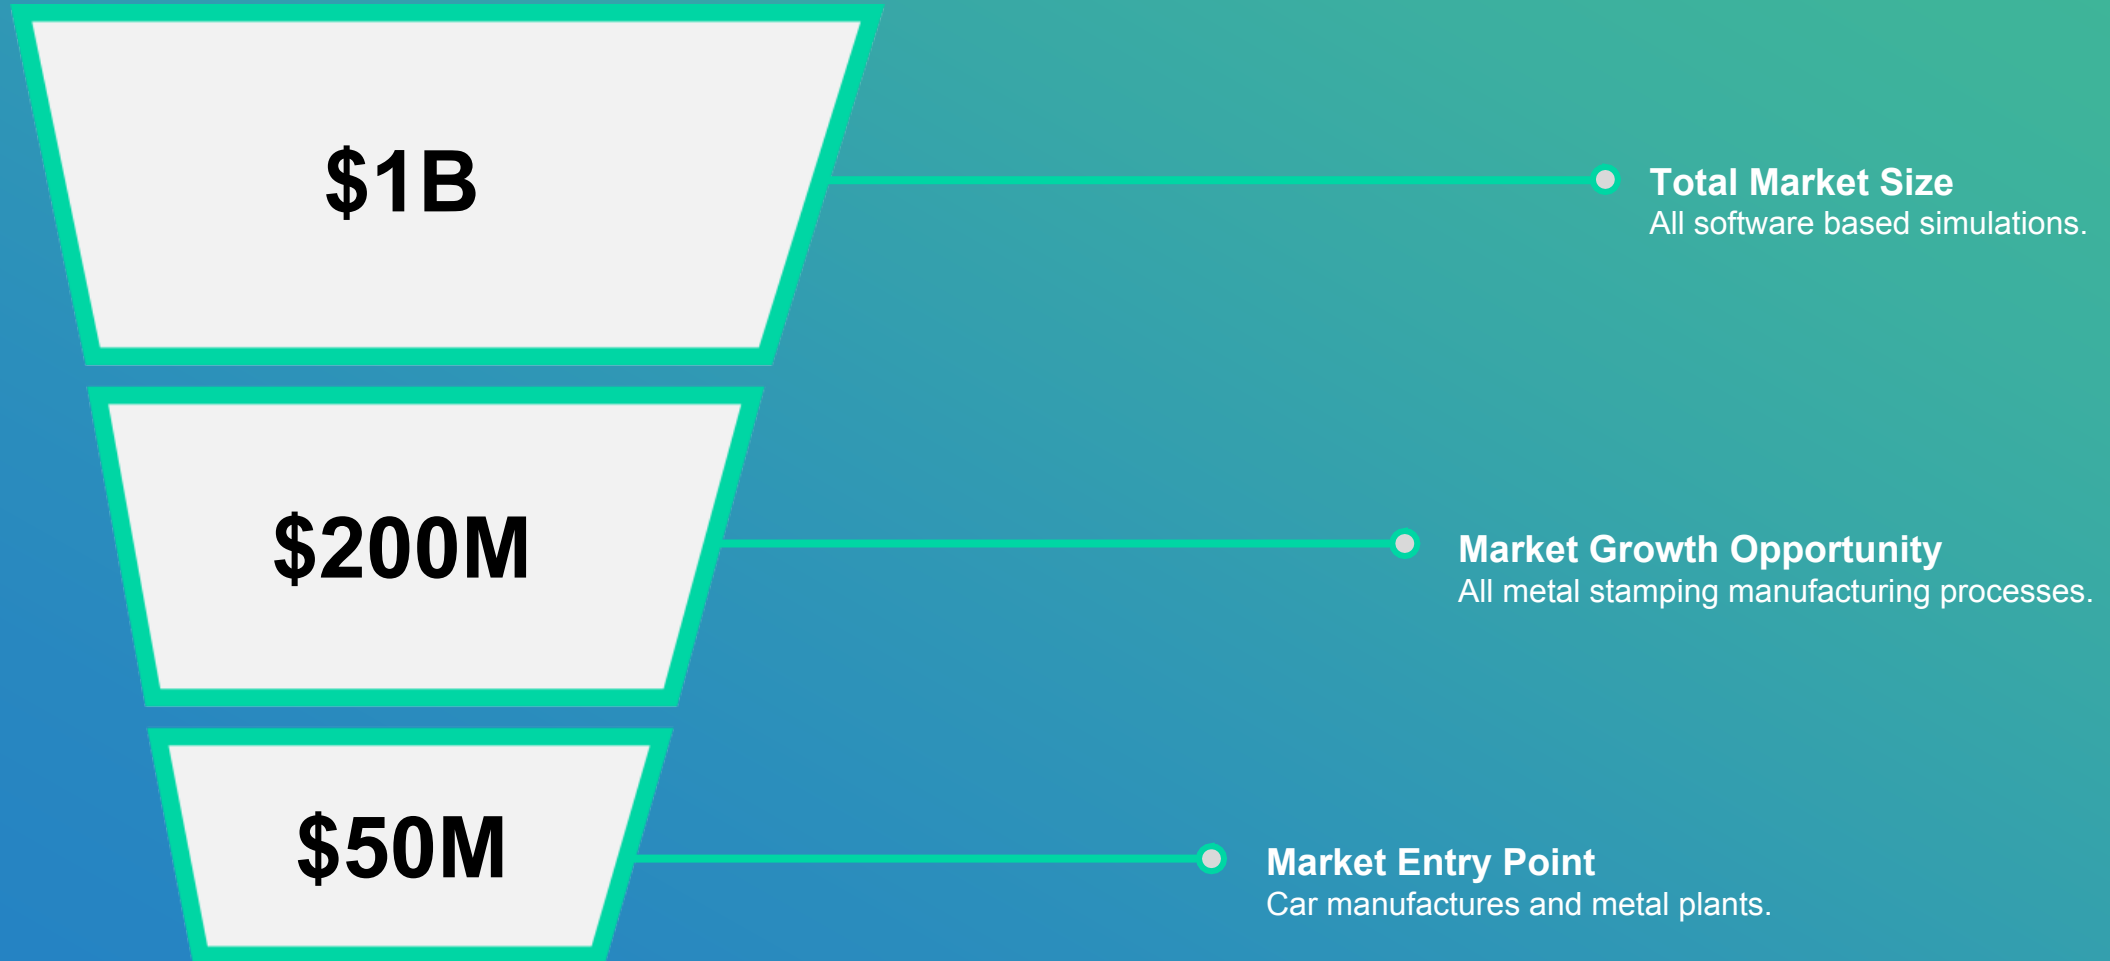 $1B
Total Market Size
All software based simulations.
$200M
Market Growth Opportunity
All metal stamping manufacturing processes.
$50M
Market Entry Point
Car manufactures and metal plants.